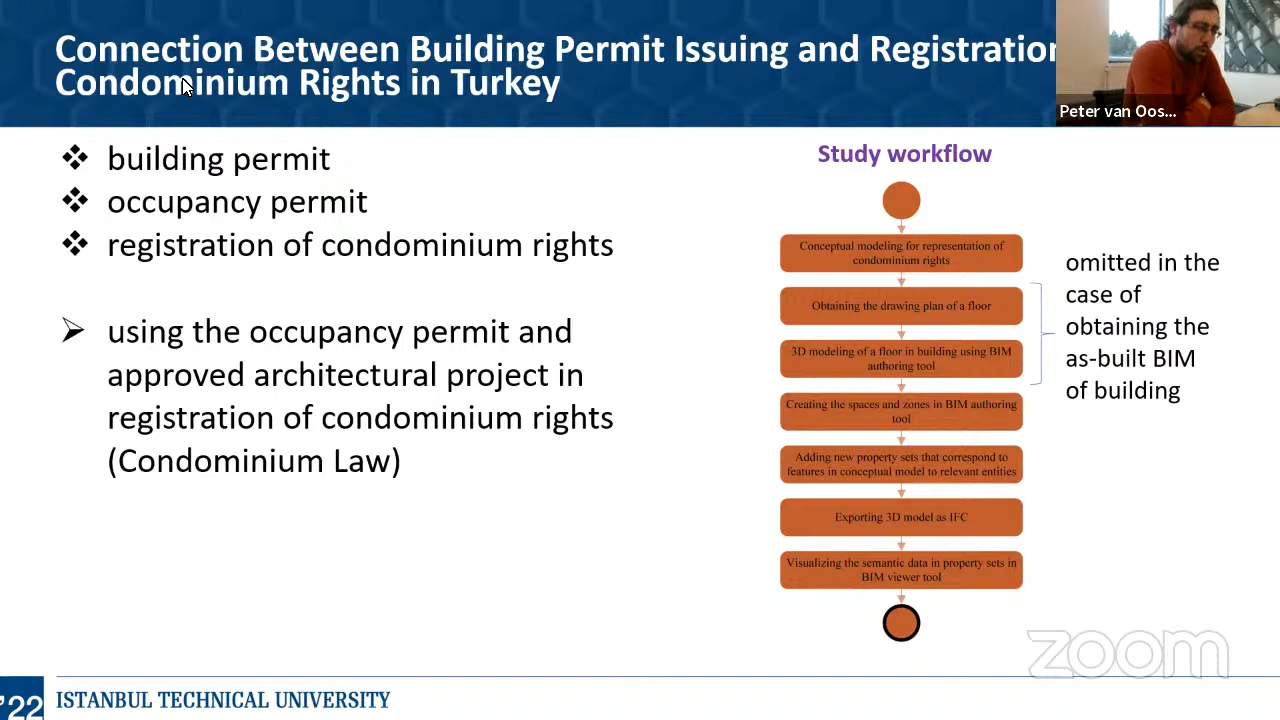 Connection Between Building Permit Issuing and Registration
Condominium Rights in Turkey
Peter van Oos...
❖ building permit
❖ occupancy permit
❖ registration of condominium rights
➢ using the occupancy permit and
approved architectural project in
registration of condominium rights
(Condominium Law)
Study workflow
Conceptual modeling for representation of
condominium rights
Obtaining the drawing plan of a floor
3D modeling of a floor in building using BIM
authoring tool
Creating the spaces and zones in BIM authoring
tool
Adding new property sets that correspond to
features in conceptual model to relevant entities
Exporting 3D model as IFC
Visualizing the semantic data in property sets in
BIM viewer tool
omitted in the
case of
obtaining the
as-built BIM
of building
zoom
'22
ISTANBUL TECHNICAL UNIVERSITY